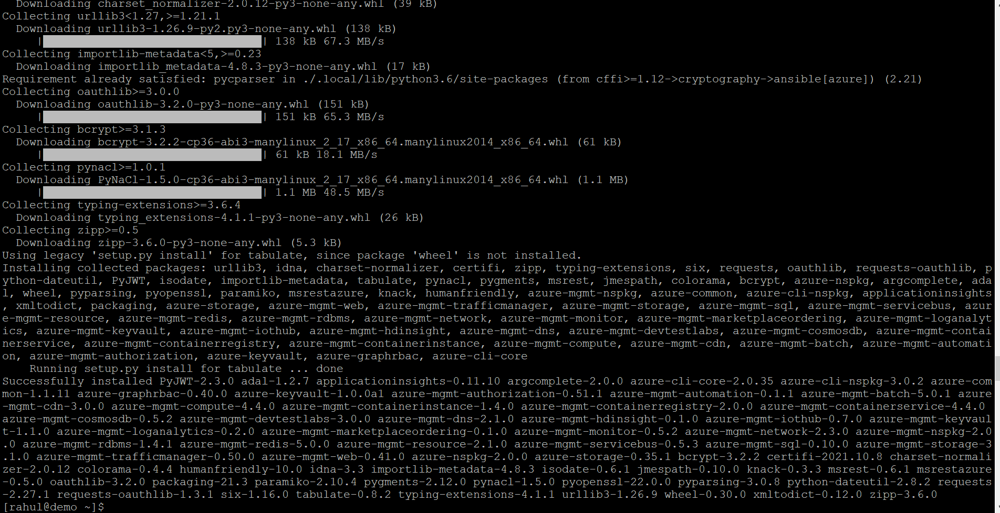 Downloading charset_normalizer-2.0.12-py3-none-any.whl (39 kB)
Collecting urllib3<1.27,>=1.21.1
  Downloading urllib3-1.26.9-py2.py3-none-any.whl (138 kB)
     |████████████████████████████████| 138 kB 67.3 MB/s
Collecting importlib-metadata<5,>=0.23
  Downloading importlib_metadata-4.8.3-py3-none-any.whl (17 kB)
Requirement already satisfied: pycparser in ./.local/lib/python3.6/site-packages (from cffi>=1.12->cryptography->ansible[azure]) (2.21)
Collecting oauthlib>=3.0.0
  Downloading oauthlib-3.2.0-py3-none-any.whl (151 kB)
     |████████████████████████████████| 151 kB 65.3 MB/s
Collecting bcrypt>=3.1.3
  Downloading bcrypt-3.2.2-cp36-abi3-manylinux_2_17_x86_64.manylinux2014_x86_64.whl (61 kB)
     |████████████████████████████████| 61 kB 18.1 MB/s
Collecting pynacl>=1.0.1
  Downloading PyNaCl-1.5.0-cp36-abi3-manylinux_2_17_x86_64.manylinux2014_x86_64.whl (1.1 MB)
     |████████████████████████████████| 1.1 MB 48.5 MB/s
Collecting typing-extensions>=3.6.4
  Downloading typing_extensions-4.1.1-py3-none-any.whl (26 kB)
Collecting zipp>=0.5
  Downloading zipp-3.6.0-py3-none-any.whl (5.3 kB)
Using legacy 'setup.py install' for tabulate, since package 'wheel' is not installed.
Installing collected packages: urllib3, idna, charset-normalizer, certifi, zipp, typing-extensions, six, requests, oauthlib, requests-oauthlib, p
ython-dateutil, PyJWT, isodate, importlib-metadata, tabulate, pynacl, pygments, msrest, jmespath, colorama, bcrypt, azure-nspkg, argcomplete, ada
l, wheel, pyparsing, pyopenssl, paramiko, msrestazure, knack, humanfriendly, azure-mgmt-nspkg, azure-common, azure-cli-nspkg, applicationinsights
, xmltodict, packaging, azure-storage, azure-mgmt-web, azure-mgmt-trafficmanager, azure-mgmt-storage, azure-mgmt-sql, azure-mgmt-servicebus, azur
e-mgmt-resource, azure-mgmt-redis, azure-mgmt-rdbms, azure-mgmt-network, azure-mgmt-monitor, azure-mgmt-marketplaceordering, azure-mgmt-loganalyt
ics, azure-mgmt-keyvault, azure-mgmt-iothub, azure-mgmt-hdinsight, azure-mgmt-dns, azure-mgmt-devtestlabs, azure-mgmt-cosmosdb, azure-mgmt-contai
nerservice, azure-mgmt-containerregistry, azure-mgmt-containerinstance, azure-mgmt-compute, azure-mgmt-cdn, azure-mgmt-batch, azure-mgmt-automati
on, azure-mgmt-authorization, azure-keyvault, azure-graphrbac, azure-cli-core
    Running setup.py install for tabulate ... done
Successfully installed PyJWT-2.3.0 adal-1.2.7 applicationinsights-0.11.10 argcomplete-2.0.0 azure-cli-core-2.0.35 azure-cli-nspkg-3.0.2 azure-com
mon-1.1.11 azure-graphrbac-0.40.0 azure-keyvault-1.0.0a1 azure-mgmt-authorization-0.51.1 azure-mgmt-automation-0.1.1 azure-mgmt-batch-5.0.1 azure
-mgmt-cdn-3.0.0 azure-mgmt-compute-4.4.0 azure-mgmt-containerinstance-1.4.0 azure-mgmt-containerregistry-2.0.0 azure-mgmt-containerservice-4.4.0
azure-mgmt-cosmosdb-0.5.2 azure-mgmt-devtestlabs-3.0.0 azure-mgmt-dns-2.1.0 azure-mgmt-hdinsight-0.1.0 azure-mgmt-iothub-0.7.0 azure-mgmt-keyvaul
t-1.1.0 azure-mgmt-loganalytics-0.2.0 azure-mgmt-marketplaceordering-0.1.0 azure-mgmt-monitor-0.5.2 azure-mgmt-network-2.3.0 azure-mgmt-nspkg-2.0
.0 azure-mgmt-rdbms-1.4.1 azure-mgmt-redis-5.0.0 azure-mgmt-resource-2.1.0 azure-mgmt-servicebus-0.5.3 azure-mgmt-sql-0.10.0 azure-mgmt-storage-3
.1.0 azure-mgmt-trafficmanager-0.50.0 azure-mgmt-web-0.41.0 azure-nspkg-2.0.0 azure-storage-0.35.1 bcrypt-3.2.2 certifi-2021.10.8 charset-normali
zer-2.0.12 colorama-0.4.4 humanfriendly-10.0 idna-3.3 importlib-metadata-4.8.3 isodate-0.6.1 jmespath-0.10.0 knack-0.3.3 msrest-0.6.1 msrestazure
-0.5.0 oauthlib-3.2.0 packaging-21.3 paramiko-2.10.4 pygments-2.12.0 pynacl-1.5.0 pyopenssl-22.0.0 pyparsing-3.0.8 python-dateutil-2.8.2 requests
-2.27.1 requests-oauthlib-1.3.1 six-1.16.0 tabulate-0.8.2 typing-extensions-4.1.1 urllib3-1.26.9 wheel-0.30.0 xmltodict-0.12.0 zipp-3.6.0
[rahul@demo ~]$